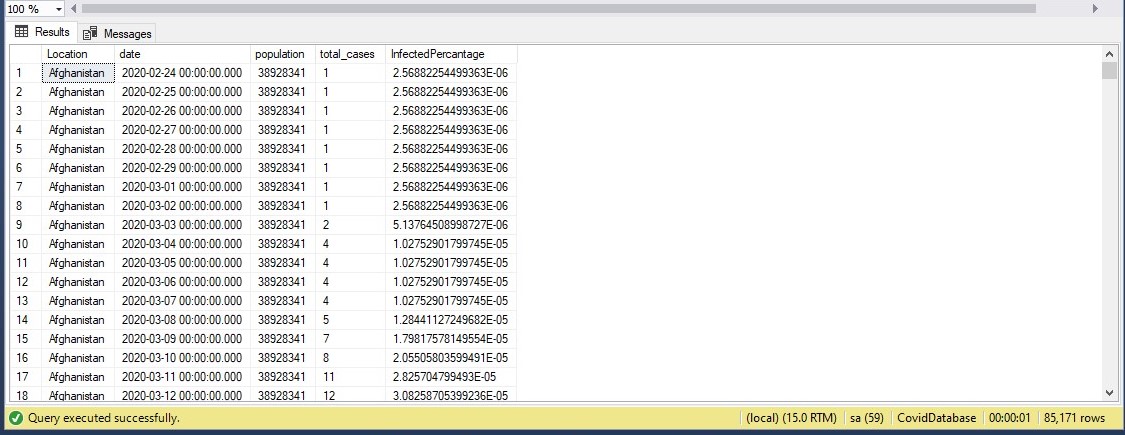 100 %
Results Messages
Location date population total_cases InfectedPercentage
1 Afghanistan 2020-02-24 00:00:00.000 38928341 1 2.56882254499363E-06
2 Afghanistan 2020-02-25 00:00:00.000 38928341 1 2.56882254499363E-06
3 Afghanistan 2020-02-26 00:00:00.000 38928341 1 2.56882254499363E-06
4 Afghanistan 2020-02-27 00:00:00.000 38928341 1 2.56882254499363E-06
5 Afghanistan 2020-02-28 00:00:00.000 38928341 1 2.56882254499363E-06
6 Afghanistan 2020-02-29 00:00:00.000 38928341 1 2.56882254499363E-06
7 Afghanistan 2020-03-01 00:00:00.000 38928341 1 2.56882254499363E-06
8 Afghanistan 2020-03-02 00:00:00.000 38928341 1 2.56882254499363E-06
9 Afghanistan 2020-03-03 00:00:00.000 38928341 2 5.13764508998727E-06
10 Afghanistan 2020-03-04 00:00:00.000 38928341 4 1.02752901799745E-05
11 Afghanistan 2020-03-05 00:00:00.000 38928341 4 1.02752901799745E-05
12 Afghanistan 2020-03-06 00:00:00.000 38928341 4 1.02752901799745E-05
13 Afghanistan 2020-03-07 00:00:00.000 38928341 4 1.02752901799745E-05
14 Afghanistan 2020-03-08 00:00:00.000 38928341 5 1.28441127249682E-05
15 Afghanistan 2020-03-09 00:00:00.000 38928341 7 1.79817578149554E-05
16 Afghanistan 2020-03-10 00:00:00.000 38928341 8 2.05505803599491E-05
17 Afghanistan 2020-03-11 00:00:00.000 38928341 11 2.825704799493E-05
18 Afghanistan 2020-03-12 00:00:00.000 38928341 12 3.08258705399236E-05
Query executed successfully. (local) (15.0 RTM) sa (59) CovidDatabase 00:00:01 85,171 rows